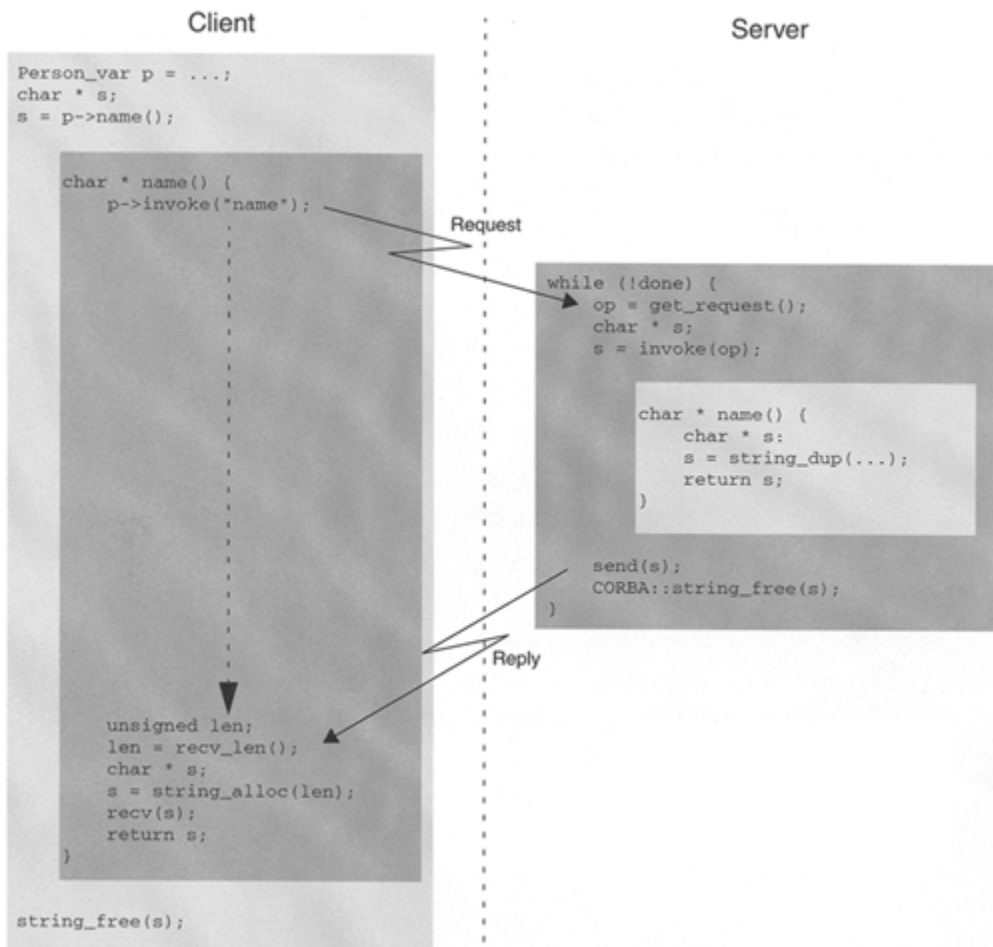 Client
Person_var p = ...;
char * s;
s = p->name();
char * name() {
p->invoke("name");
Request
unsigned len;
len = recv_len();
char * s;
s = string_alloc(len);
recv(s);
return s;
}
string_free(s);
Server
while (!done) {
op = get_request();
char * s;
s = invoke(op);
char * name() {
char * s:
s = string_dup(...);
return s;
}
send(s);
CORBA::string_free(s);
}
Reply